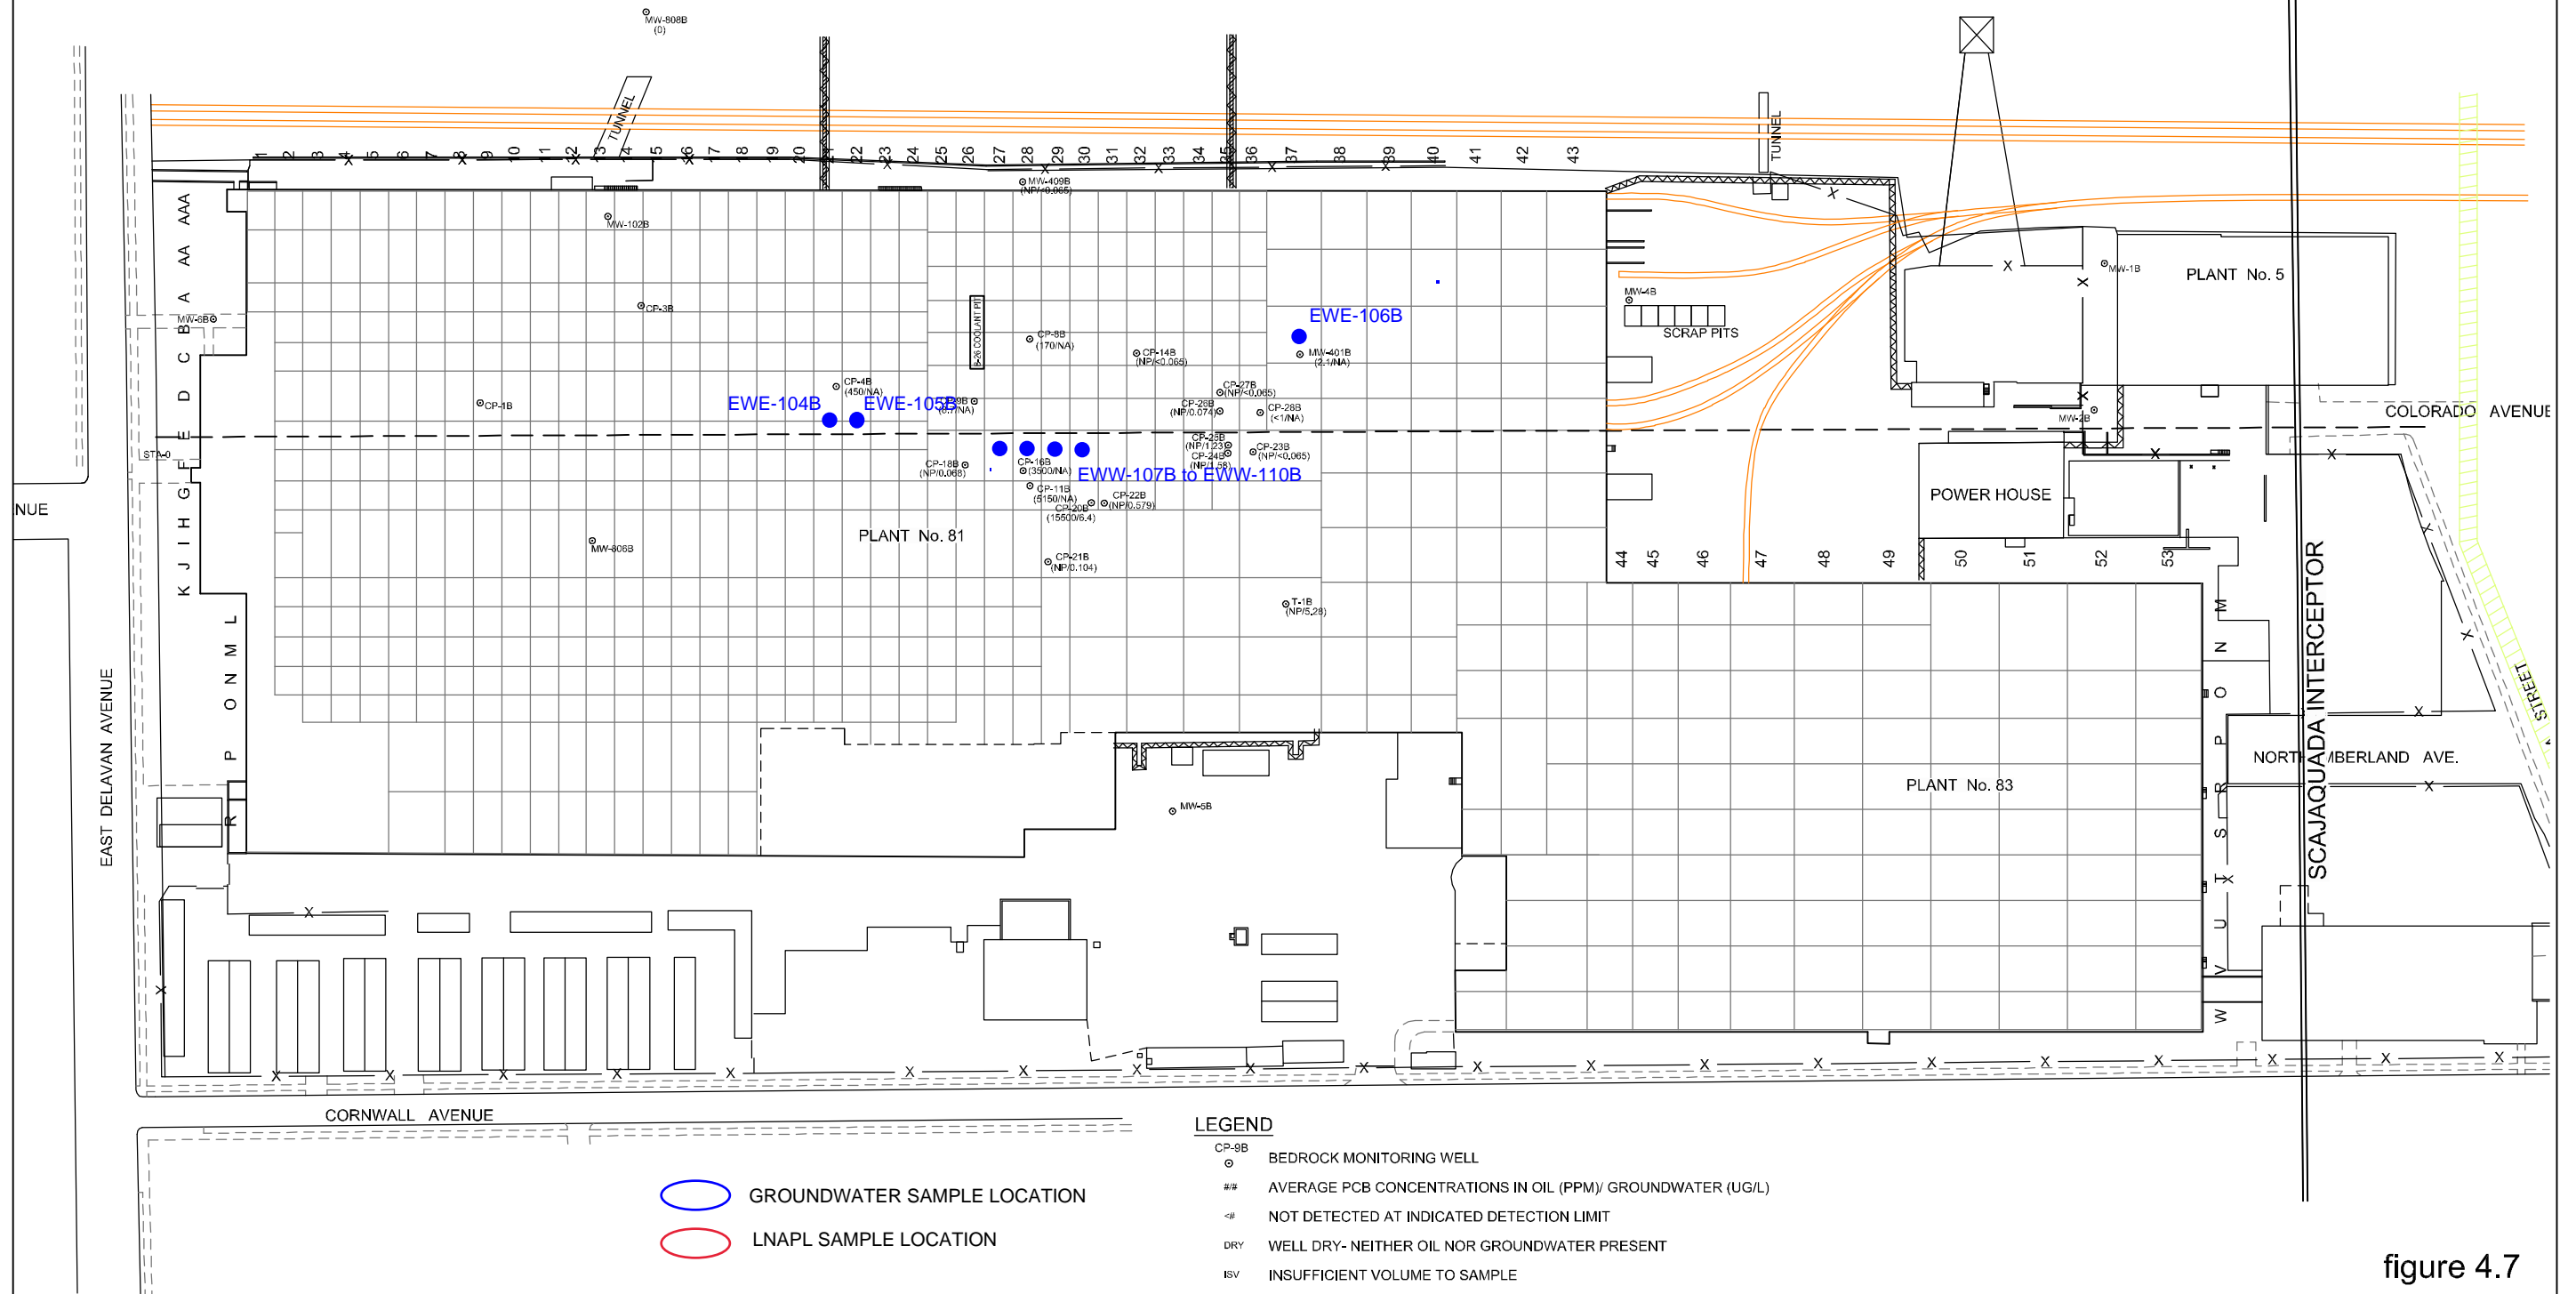 MW-808B
(0)
TUNNEL
TUNNEL
1 2 3 4 5 6 7 8 9 10 11 12 13 14 15 16 17 18 19 20 21 22 23 24 25 26 27 28 29 30 31 32 33 34 35 36 37 38 39 40 41 42 43
MW-409B
(NP/<0.065)
AAA
AA
A
B
C
D
E
F
G
H
I
J
K
MW-102B
MW-6B
CP-3B
CP-1B
STA-0
B-26 COOLANT PIT
CP-8B
(170/NA)
CP-14B
(NP/<0.065)
EWE-106B
MW-401B
(2.1/NA)
CP-4B
(450/NA)
EWE-104B
EWE-105B
CP-27B
(NP/<0.065)
CP-26B
(NP/0.074)
CP-28B
(<1/NA)
CP-25B
CP-24B
CP-23B
(NP/<0.065)
CP-18B
(NP/0.068)
CP-16B
(3500/NA)
EWW-107B to EWW-110B
CP-11B
(5150/NA)
CP-22B
(NP/0.579)
CP-20B
(15500/6.4)
CP-21B
(NP/0.104)
MW-806B
PLANT No. 81
T-1B
(NP/5.28)
MW-4B
SCRAP PITS
MW-1B
PLANT No. 5
MW-2B
COLORADO AVENUE
POWER HOUSE
44 45 46 47 48 49 50 51 52 53
NUE
L
M
N
O
P
R
EAST DELAVAN AVENUE
MW-5B
PLANT No. 83
M
N
O
P
R
S
T
U
V
W
SCAJAQUADA INTERCEPTOR
STREET
NORTHUMBERLAND AVE.
CORNWALL AVENUE
GROUNDWATER SAMPLE LOCATION
LNAPL SAMPLE LOCATION
LEGEND
CP-9B
BEDROCK MONITORING WELL
#/# AVERAGE PCB CONCENTRATIONS IN OIL (PPM)/ GROUNDWATER (UG/L)
<# NOT DETECTED AT INDICATED DETECTION LIMIT
DRY WELL DRY- NEITHER OIL NOR GROUNDWATER PRESENT
ISV INSUFFICIENT VOLUME TO SAMPLE
figure 4.7